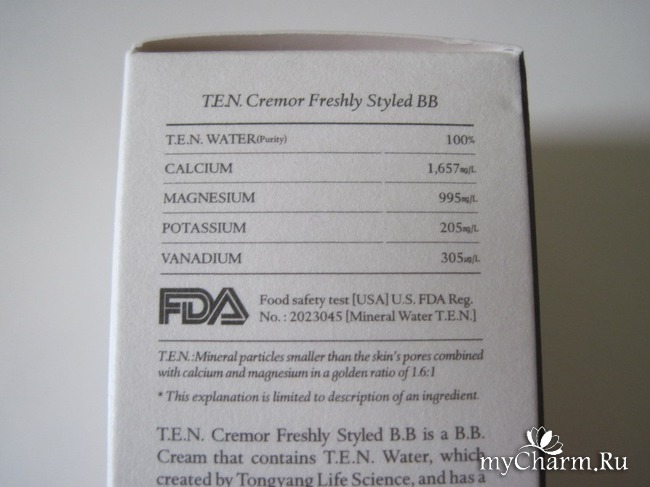 T.E.N. Cremor Freshly Styled BB
T.E.N. WATER(Purity) 100%
CALCIUM 1,657mg/L
MAGNESIUM 995mg/L
POTASSIUM 205mg/L
VANADIUM 305μg/L
FDA
Food safety test [USA] U.S. FDA Reg.
No. : 2023045 [Mineral Water T.E.N.]
T.E.N.:Mineral particles smaller than the skin's pores combined
with calcium and magnesium in a golden ratio of 1.6:1
* This explanation is limited to description of an ingredient.
T.E.N. Cremor Freshly Styled B.B is a B.B.
Cream that contains T.E.N. Water, which
created by Tongyang Life Science, and has a
myCharm.Ru